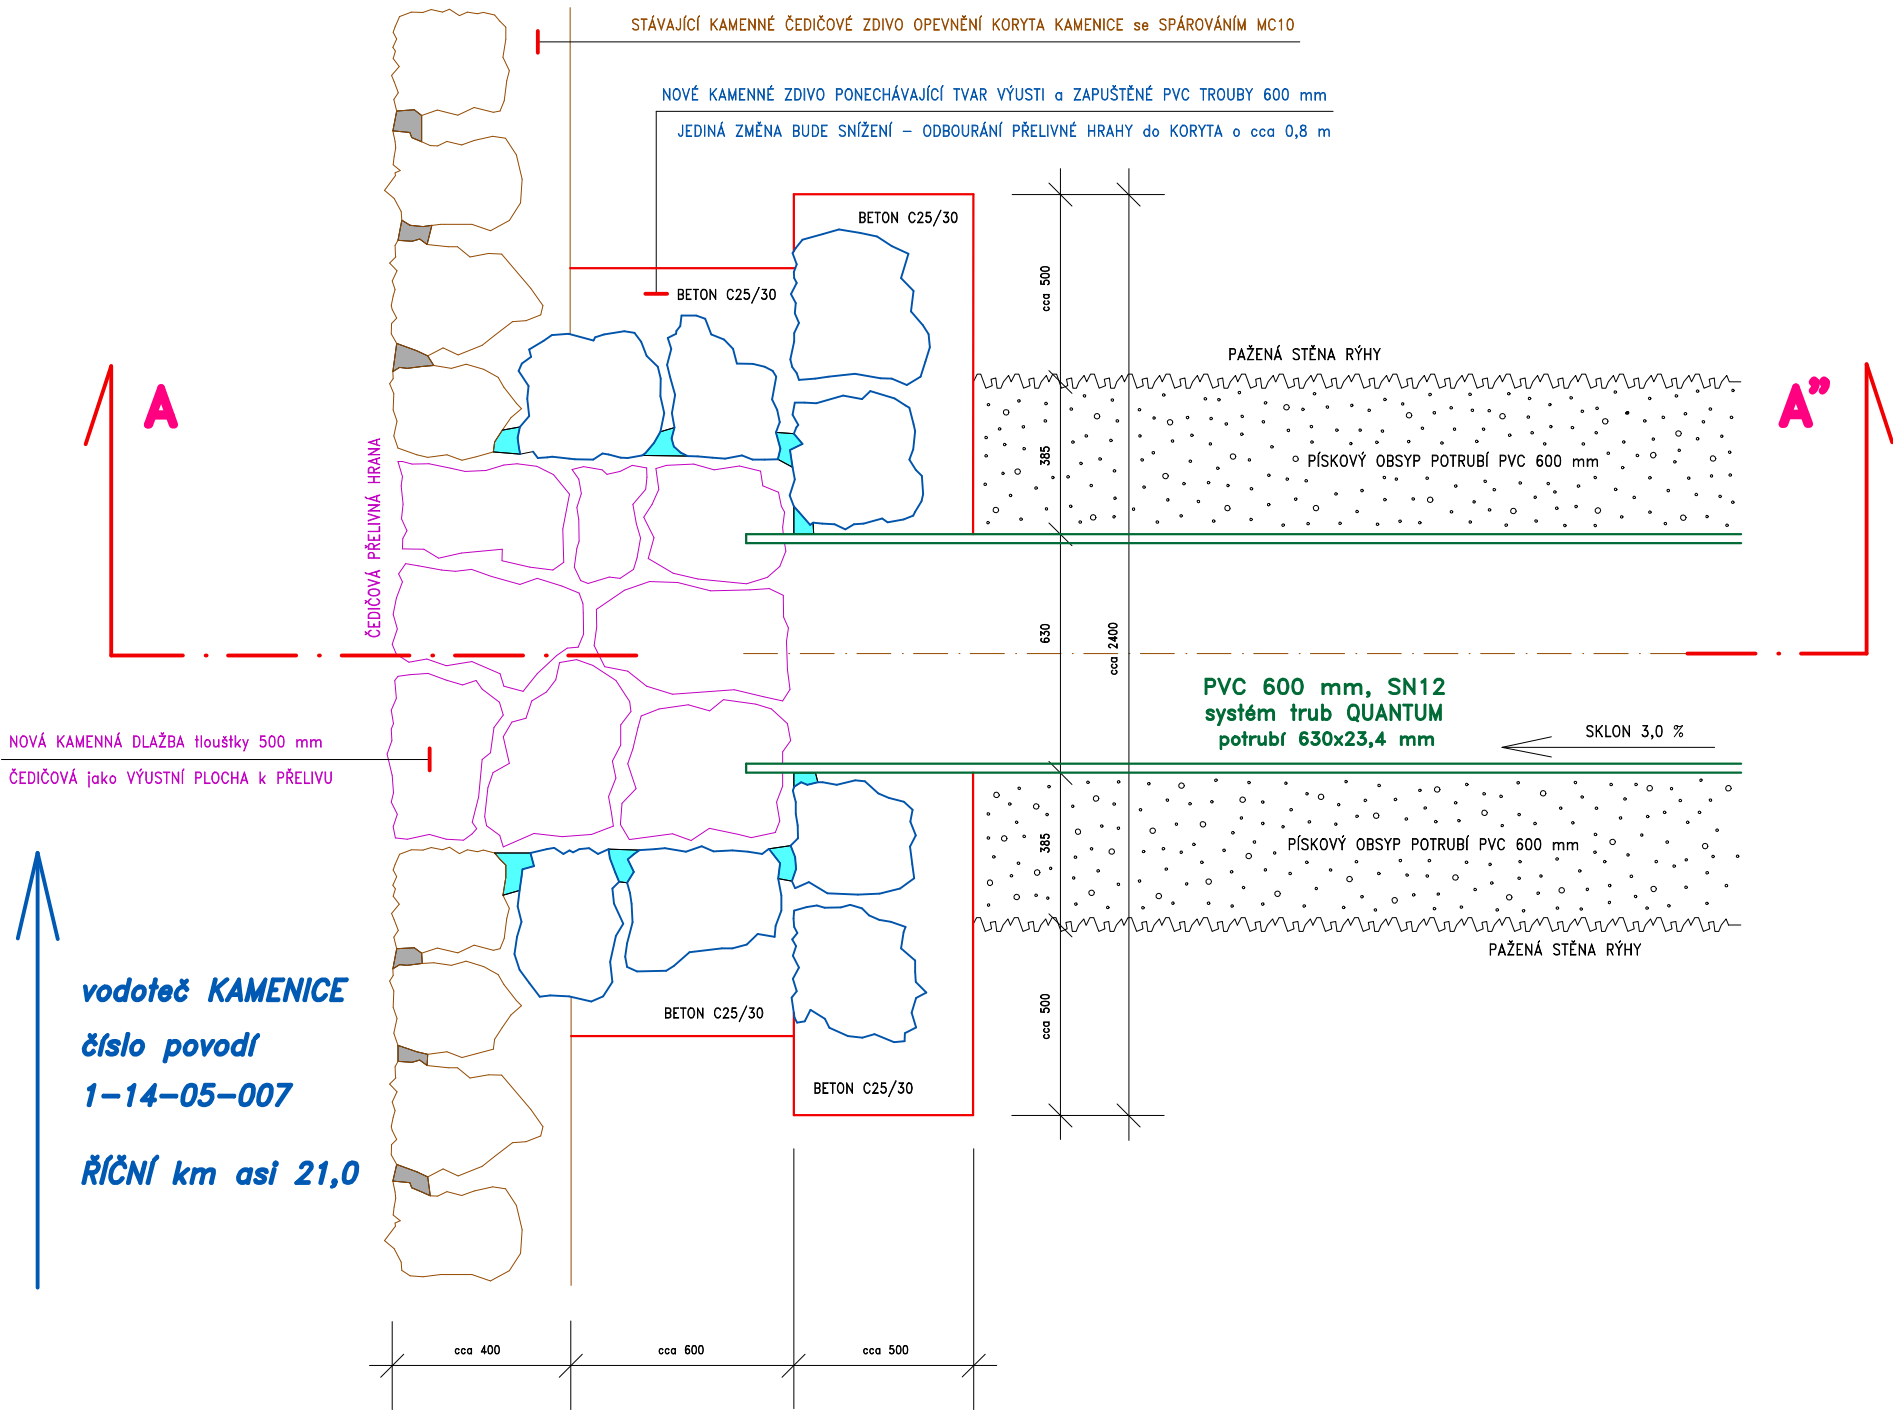 STÁVAJÍCÍ KAMENNÉ ČEDIČOVÉ ZDIVO OPEVNĚNÍ KORYTA KAMENICE se SPÁROVÁNÍM MC10
NOVÉ KAMENNÉ ZDIVO PONECHÁVAJÍCÍ TVAR VÝUSTI a ZAPUŠTĚNÉ PVC TROUBY 600 mm
JEDINÁ ZMĚNA BUDE SNÍŽENÍ – ODBOURÁNÍ PŘELIVNÉ HRAHY do KORYTA o cca 0,8 m
BETON C25/30
BETON C25/30
cca 500
PAŽENÁ STĚNA RÝHY
A
A”
385
PÍSKOVÝ OBSYP POTRUBÍ PVC 600 mm
ČEDIČOVÁ PŘELIVNÁ HRANA
630
cca 2400
PVC 600 mm, SN12
systém trub QUANTUM
potrubí 630x23,4 mm
SKLON 3,0 %
NOVÁ KAMENNÁ DLAŽBA tloušťky 500 mm
ČEDIČOVÁ jako VÝUSTNÍ PLOCHA k PŘELIVU
385
PÍSKOVÝ OBSYP POTRUBÍ PVC 600 mm
PAŽENÁ STĚNA RÝHY
vodoteč KAMENICE
číslo povodí
1-14-05-007
ŘÍČNÍ km asi 21,0
BETON C25/30
cca 500
BETON C25/30
cca 400
cca 600
cca 500